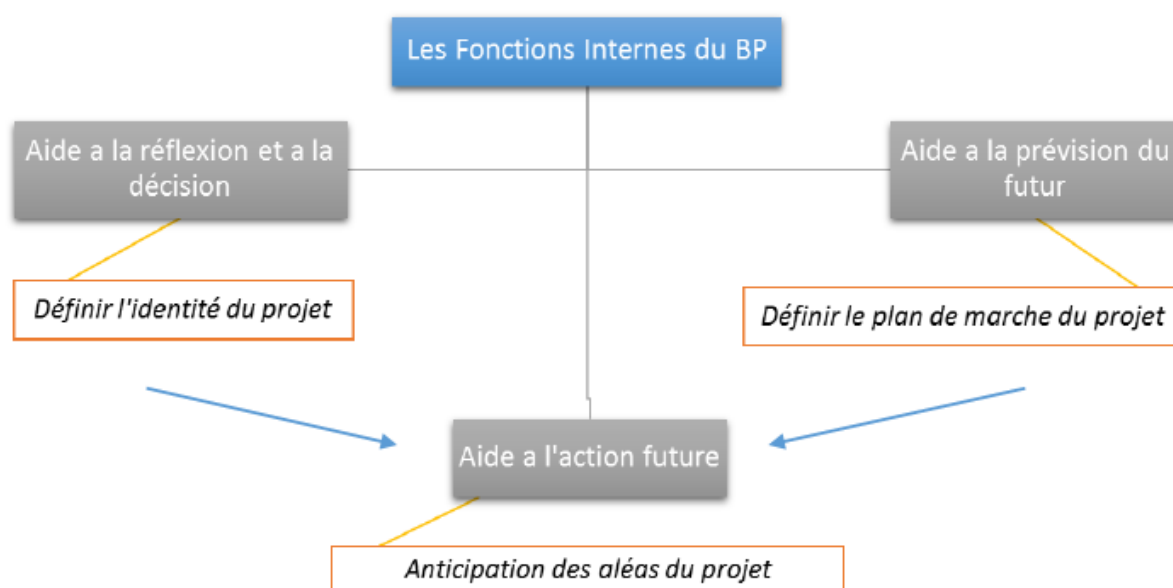 Les Fonctions Internes du BP
Aide a la réflexion et a la
décision
Aide a la prévision du
futur
Définir l'identité du projet
Définir le plan de marche du projet
Aide a l'action future
Anticipation des aléas du projet